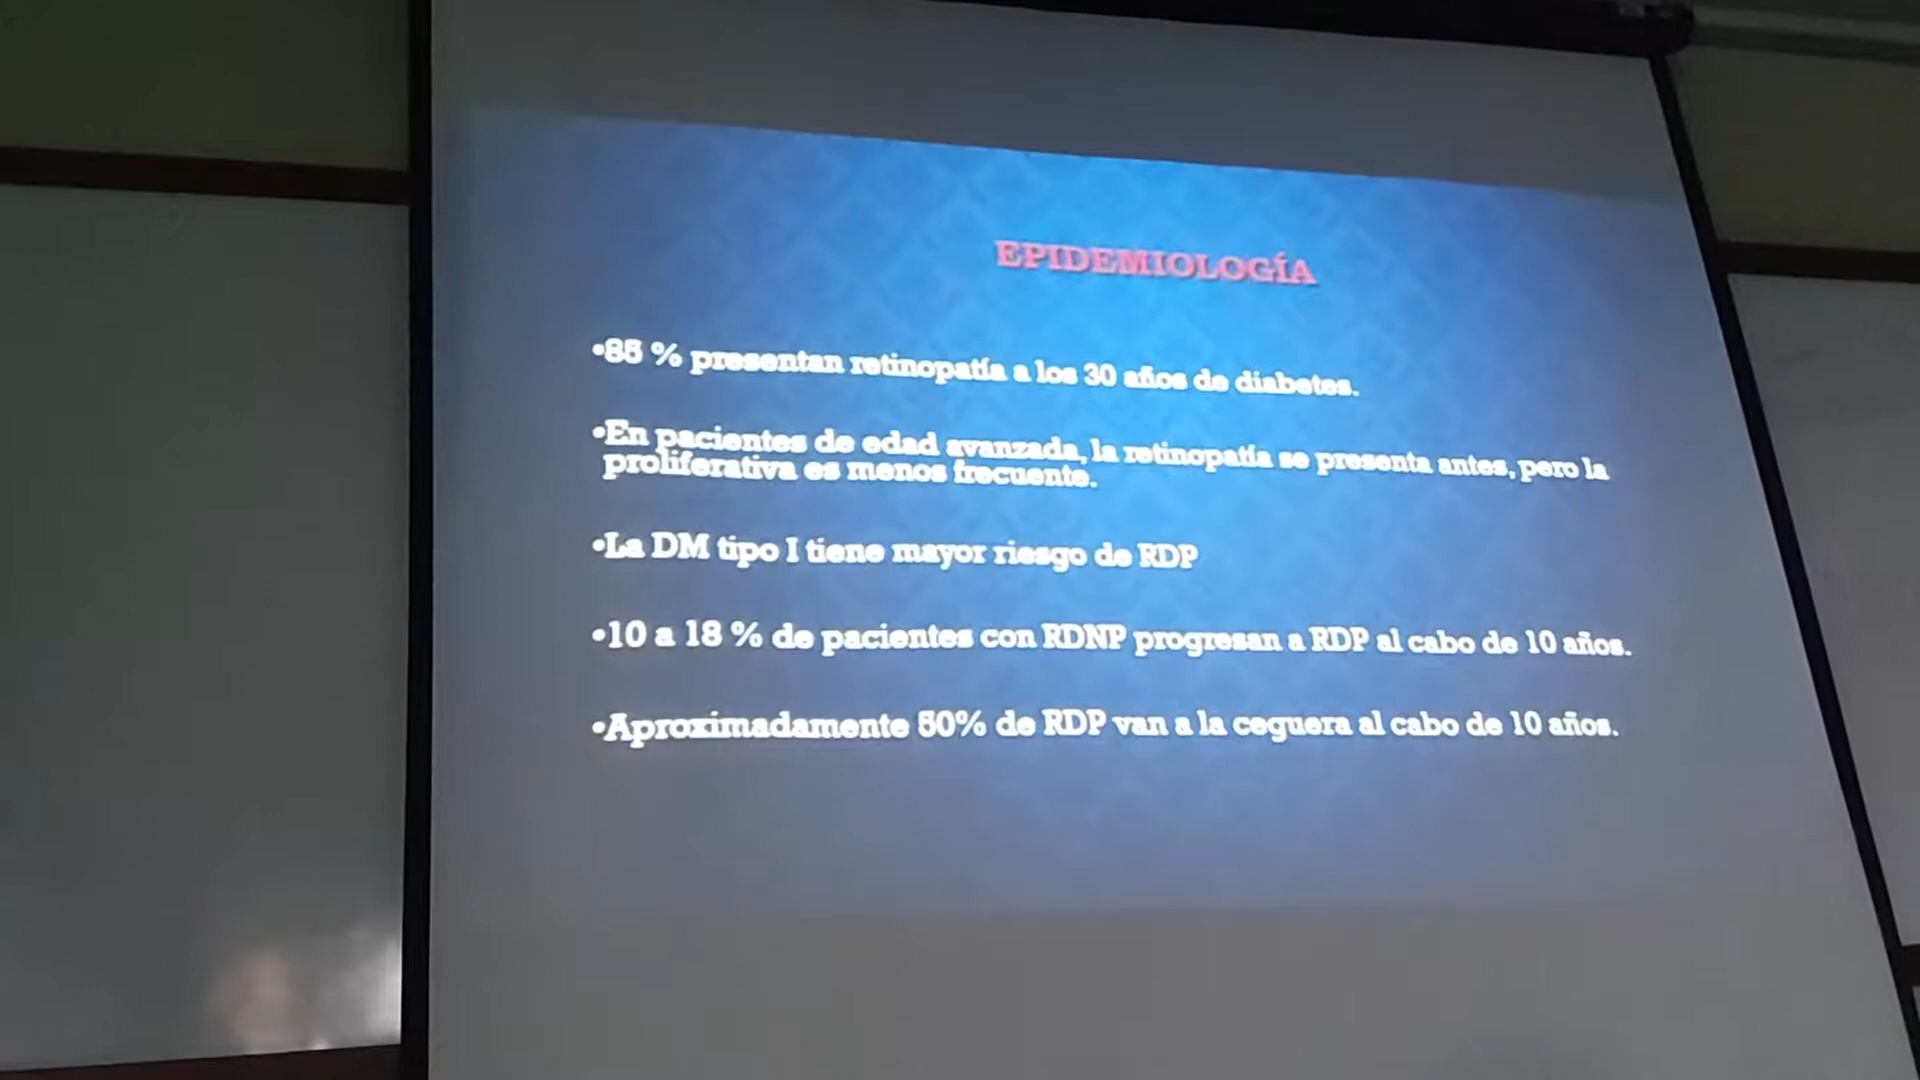 EPIDEMIOLOGÍA
•85 % presentan retinopatía a los 30 años de diabetes.
•En pacientes de edad avanzada, la retinopatía se presenta antes, pero la
proliferativa es menos frecuente.
•La DM tipo I tiene mayor riesgo de RDP
•10 a 18 % de pacientes con RDNP progresan a RDP al cabo de 10 años.
•Aproximadamente 50% de RDP van a la ceguera al cabo de 10 años.